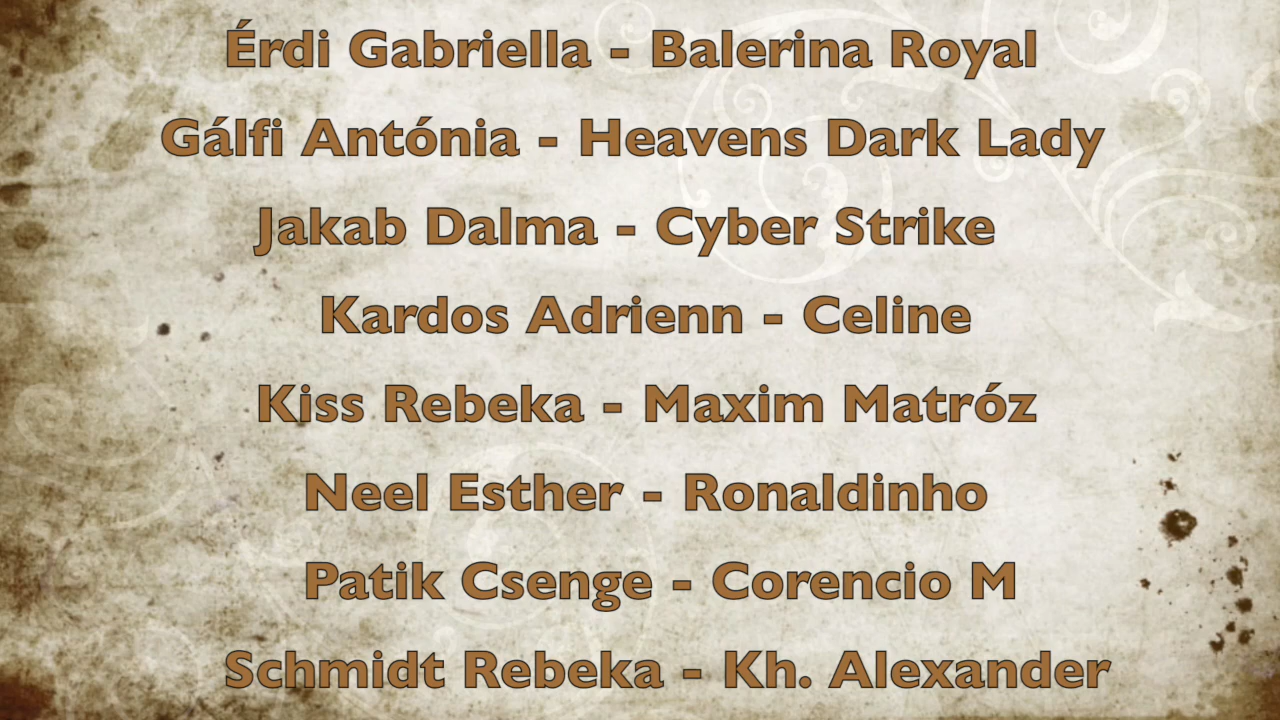 Érdi Gabriella - Balerina Royal
Gálfi Antónia - Heavens Dark Lady
Jakab Dalma - Cyber Strike
Kardos Adrienn - Celine
Kiss Rebeka - Maxim Matróz
Neel Esther - Ronaldinho
Patik Csenge - Corencio M
Schmidt Rebeka - Kh. Alexander